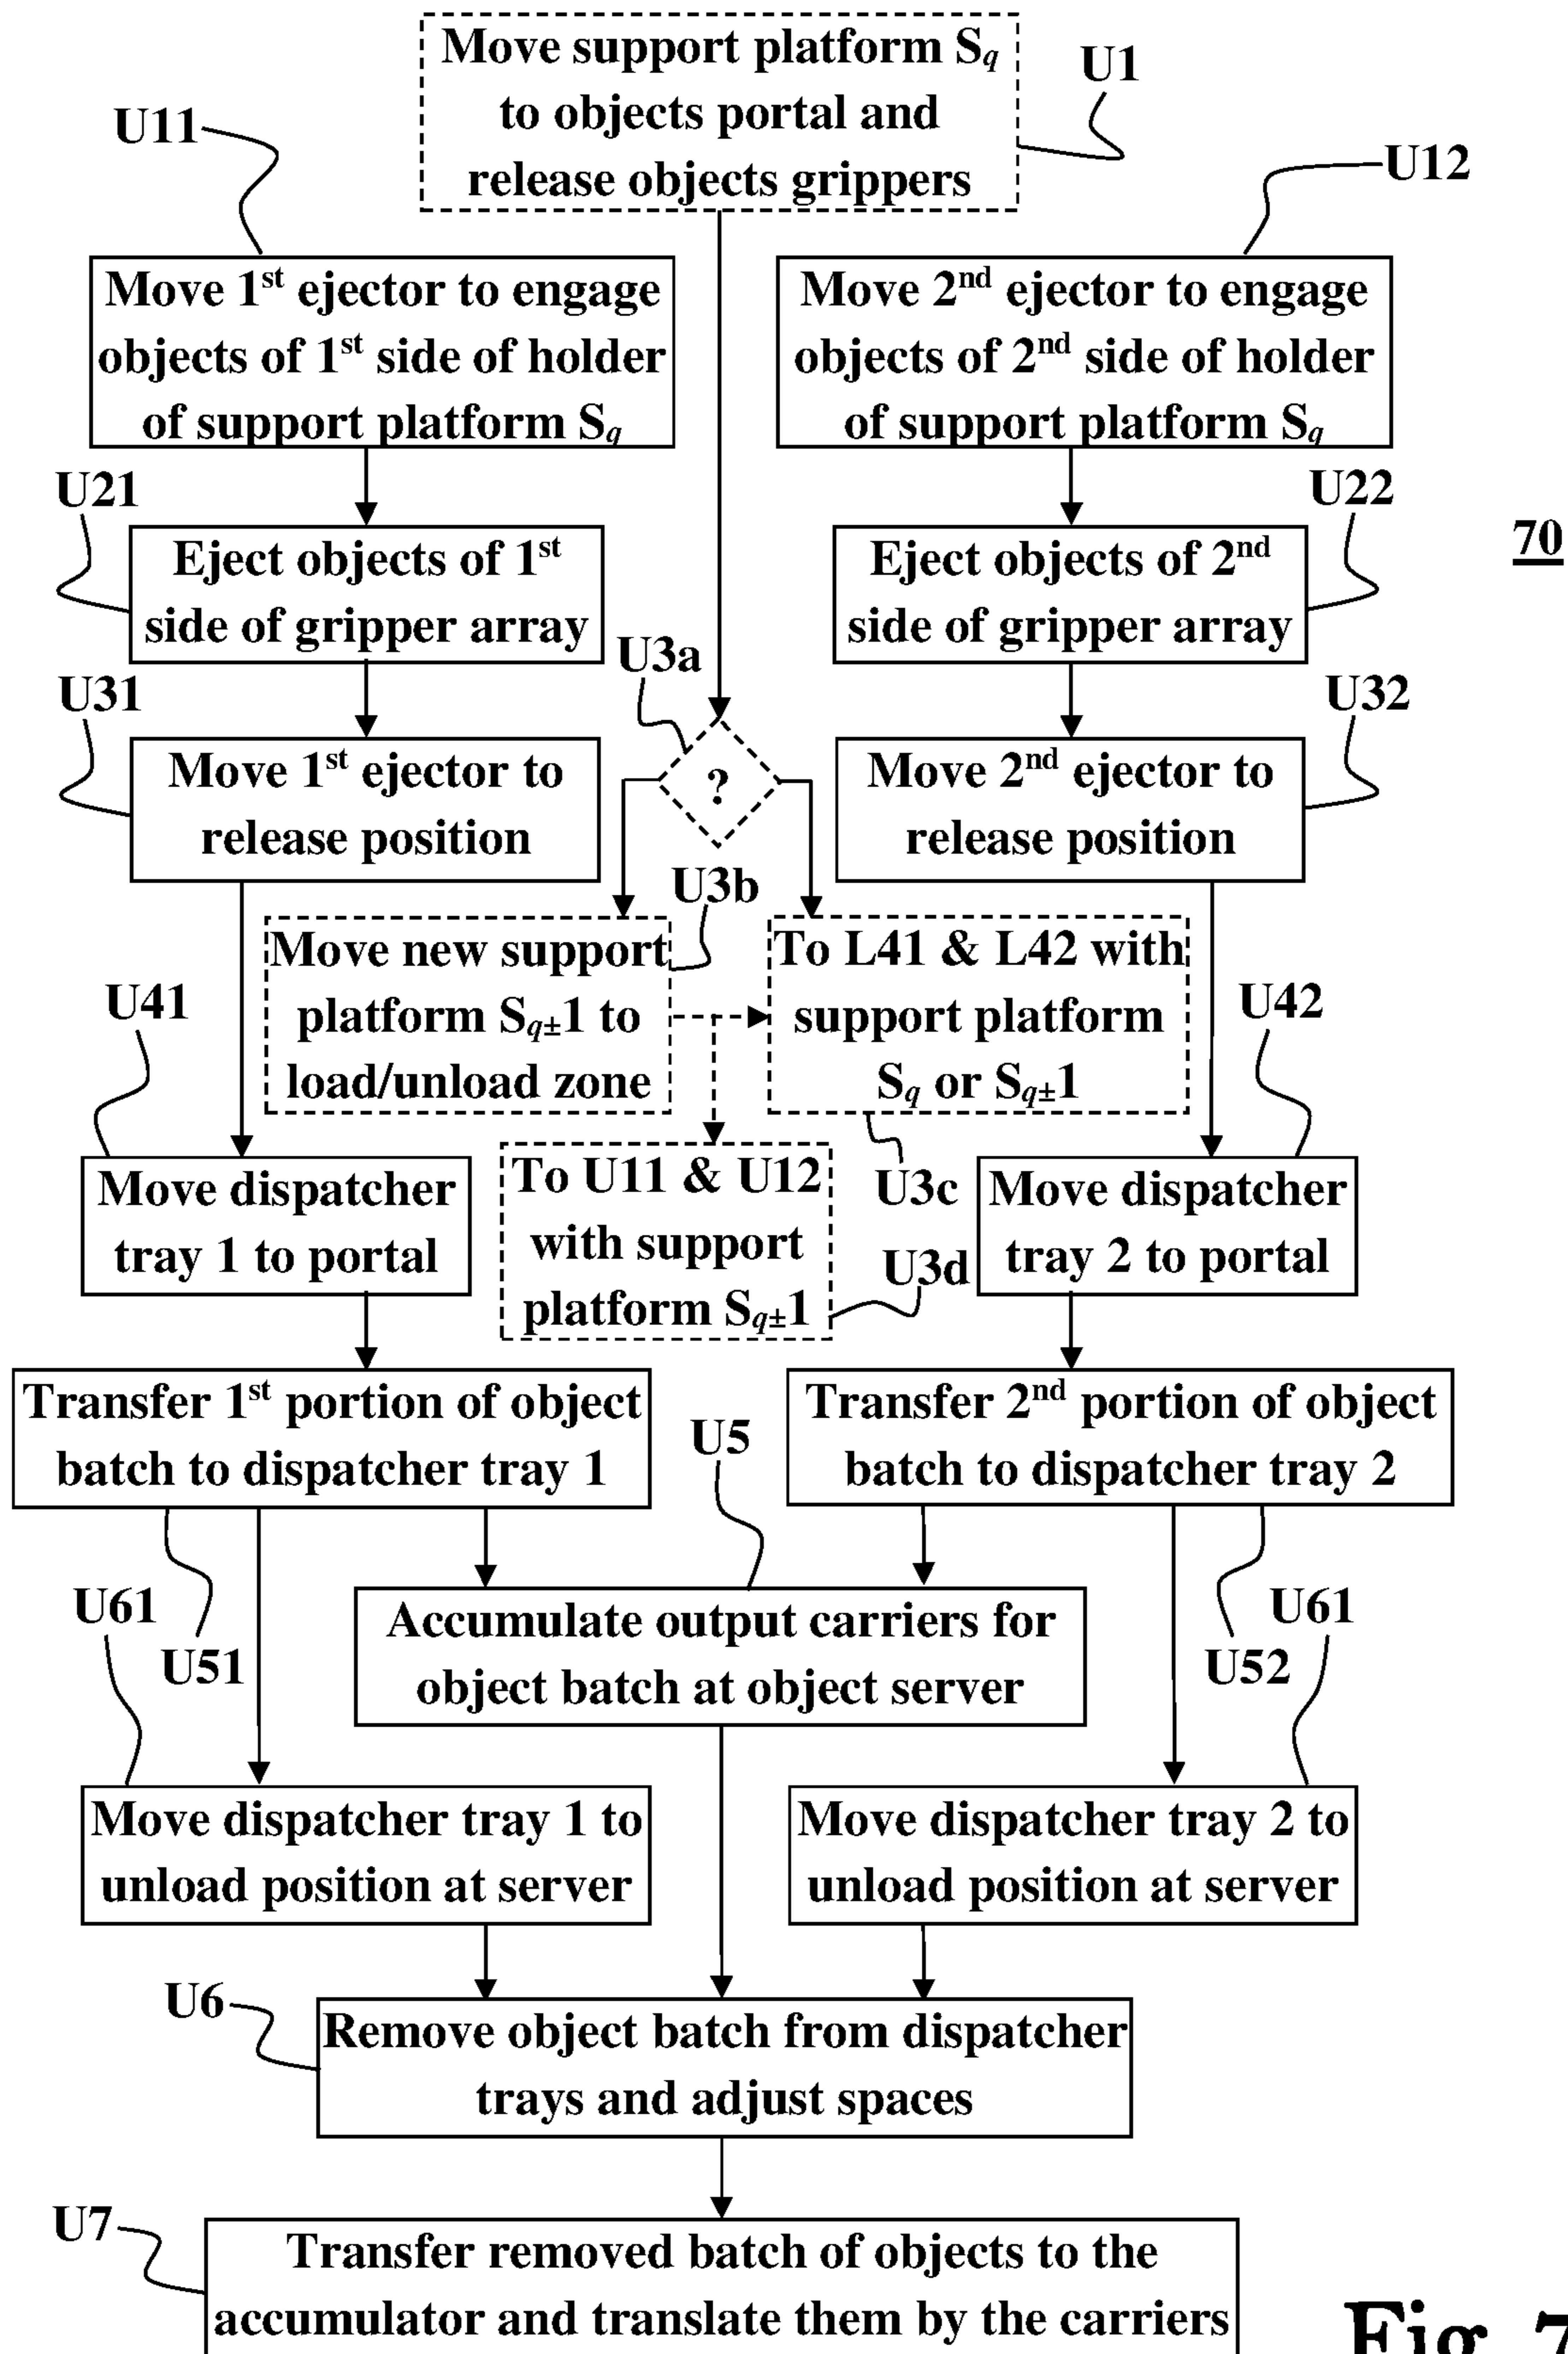 Move support platform Sq
to objects portal and
release objects grippers
U1
U11
U12
Move 1st ejector to engage
objects of 1st side of holder
of support platform Sq
Move 2nd ejector to engage
objects of 2nd side of holder
of support platform Sq
U21
U22
70
Eject objects of 1st
side of gripper array
Eject objects of 2nd
side of gripper array
U3a
U31
U32
Move 1st ejector to
release position
?
Move 2nd ejector to
release position
U3b
Move new support
platform Sq±1 to
load/unload zone
To L41 & L42 with
support platform
Sq or Sq±1
U41
U42
Move dispatcher
tray 1 to portal
To U11 & U12
with support
platform Sq±1
U3c
U3d
Move dispatcher
tray 2 to portal
Transfer 1st portion of object
batch to dispatcher tray 1
U5
Transfer 2nd portion of object
batch to dispatcher tray 2
U61
U51
Accumulate output carriers for
object batch at object server
U52
U61
Move dispatcher tray 1 to
unload position at server
Move dispatcher tray 2 to
unload position at server
U6
Remove object batch from dispatcher
trays and adjust spaces
U7
Transfer removed batch of objects to the
accumulator and translate them by the carriers
Fig. 7